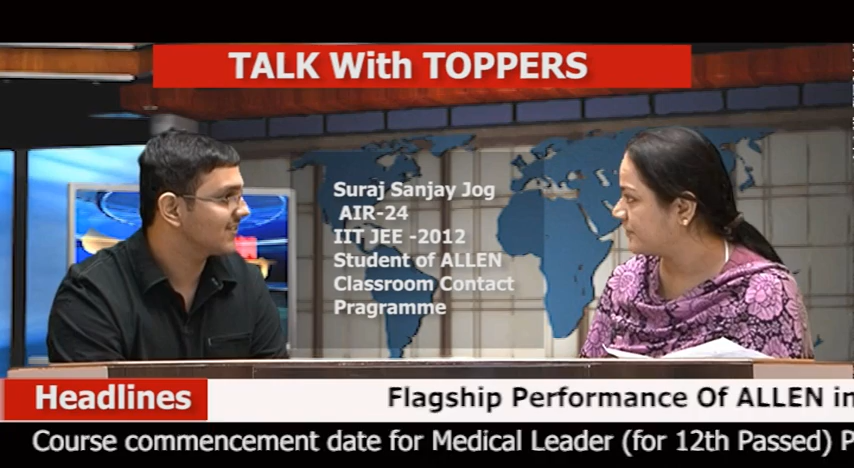 TALK With TOPPERS
Suraj Sanjay Jog
AIR-24
IIT JEE -2012
Student of ALLEN
Classroom Contact
Pragramme
Headlines
Flagship Performance Of ALLEN in
Course commencement date for Medical Leader (for 12th Passed) P